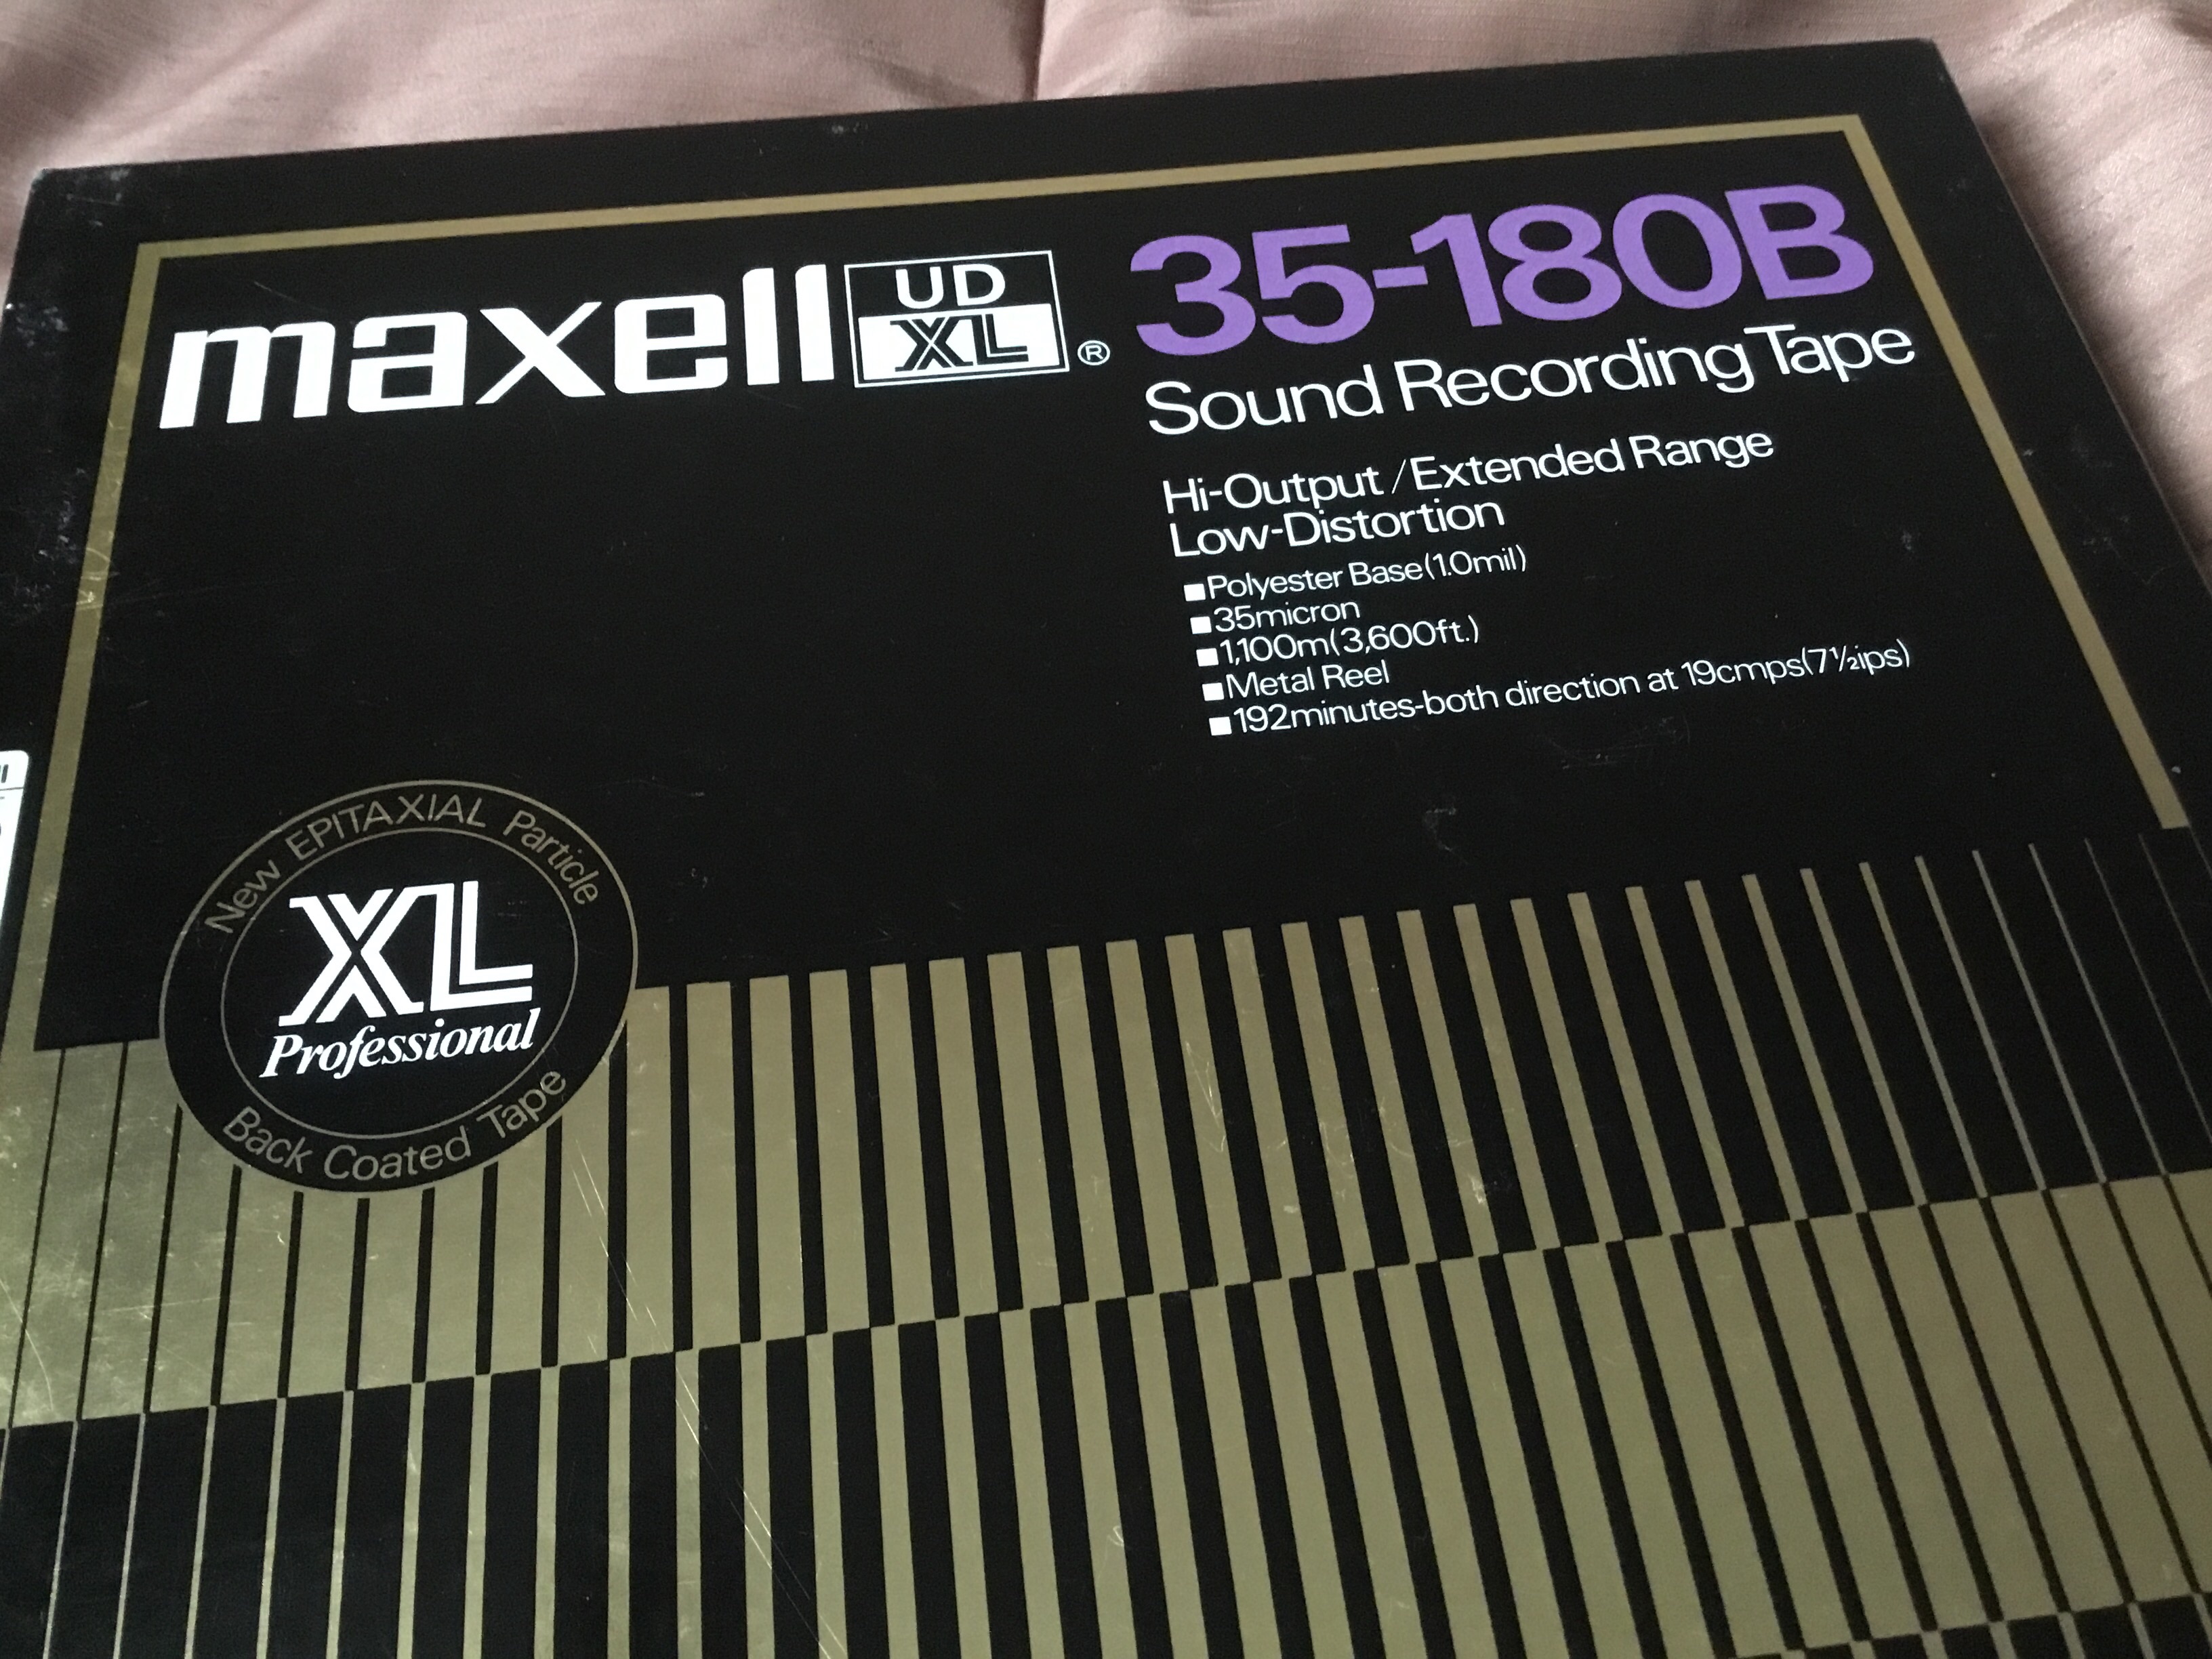 maxell UD XL ® 35-180B
Sound Recording Tape
Hi-Output/Extended Range
Low-Distortion
■Polyester Base(1.0mil)
■35micron
■1,100m(3,600ft.)
■Metal Reel
■192minutes-both direction at 19cmps(7½ips)
New EPITAXIAL Particle
XL
Professional
Back Coated Tape